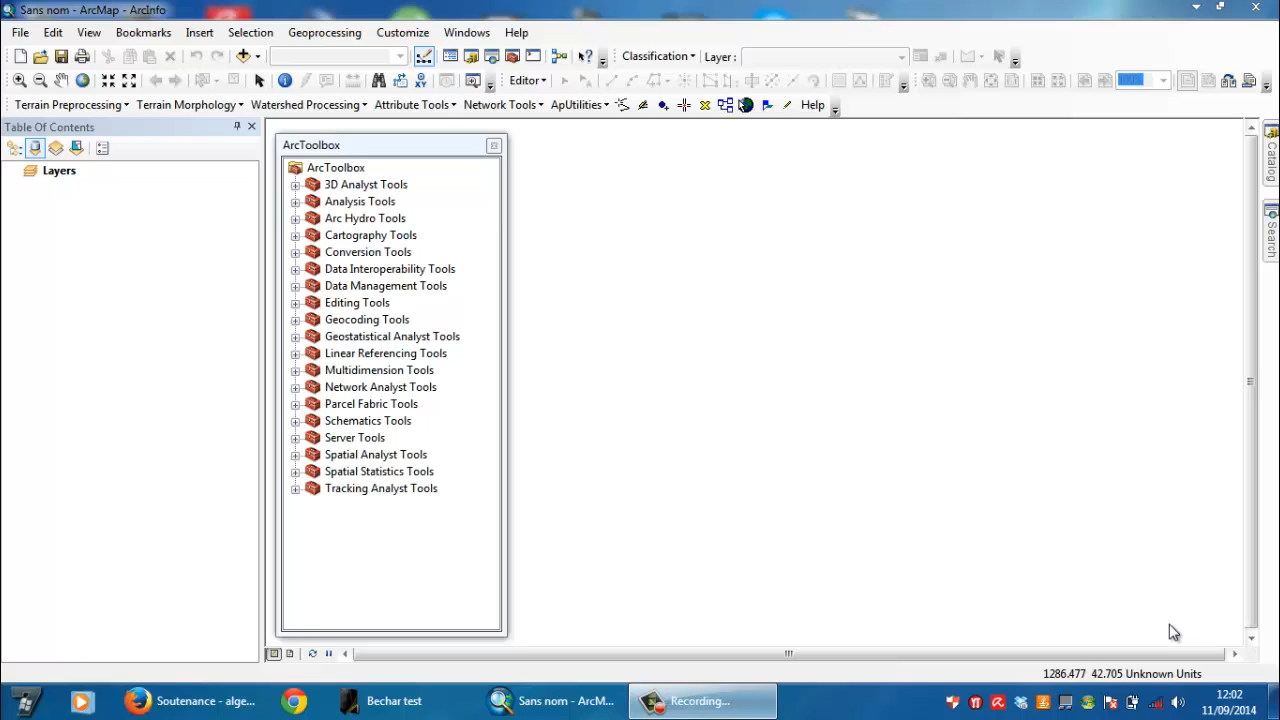 Sans nom - ArcMap - ArcInfo
File Edit View Bookmarks Insert Selection Geoprocessing Customize Windows Help
Classification Layer:
Editor
Terrain Preprocessing Terrain Morphology Watershed Processing Attribute Tools Network Tools ApUtilities Help
Table Of Contents
Layers
ArcToolbox
ArcToolbox
3D Analyst Tools
Analysis Tools
Arc Hydro Tools
Cartography Tools
Conversion Tools
Data Interoperability Tools
Data Management Tools
Editing Tools
Geocoding Tools
Geostatistical Analyst Tools
Linear Referencing Tools
Multidimension Tools
Network Analyst Tools
Parcel Fabric Tools
Schematics Tools
Server Tools
Spatial Analyst Tools
Spatial Statistics Tools
Tracking Analyst Tools
Catalog
Search
1286.477 42.705 Unknown Units
Soutenance - alge...
Bechar test
Sans nom - ArcM...
Recording...
12:02
11/09/2014